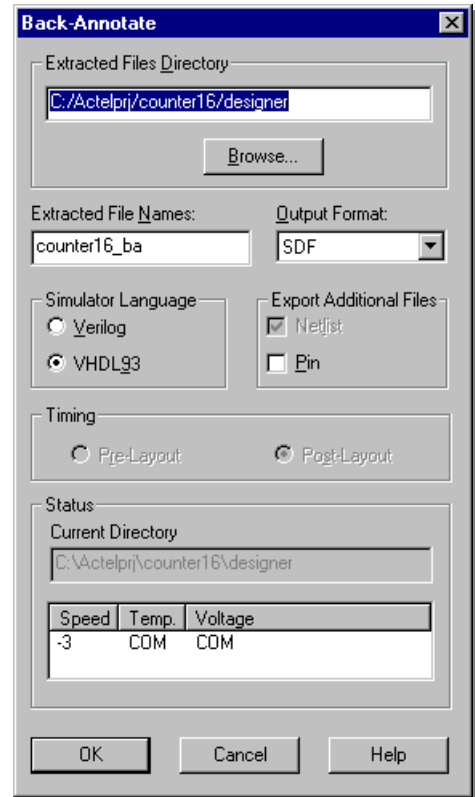 Back-Annotate
Extracted Files Directory
C:/Actelprj/counter16/designer
Browse...
Extracted File Names: Output Format:
counter16_ba SDF
Simulator Language Export Additional Files
Verilog Netlist
VHDL93 Pin
Timing
Pre-Layout Post-Layout
Status
Current Directory
C:\Actelprj\counter16\designer
Speed Temp. Voltage
-3 COM COM
OK Cancel Help